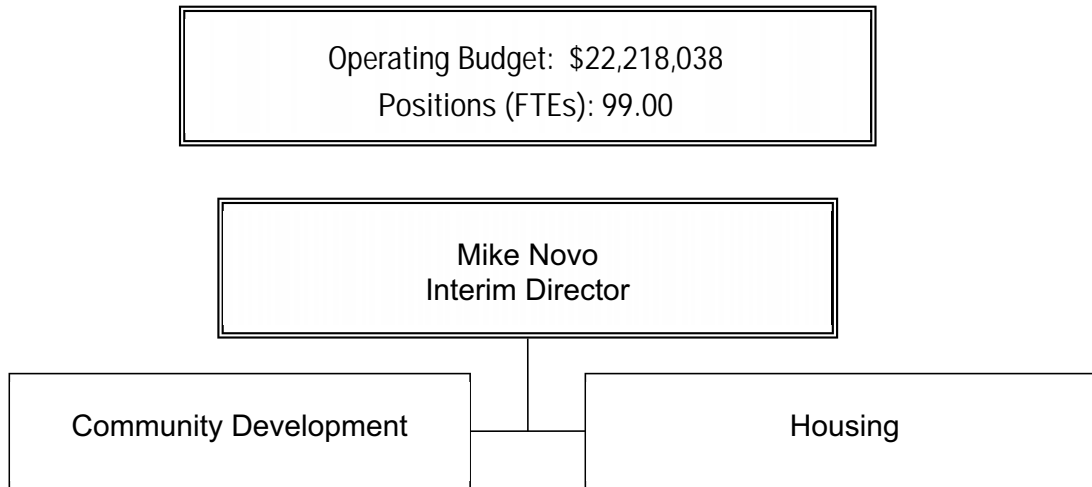 Operating Budget: $22,218,038
Positions (FTEs): 99.00
Mike Novo
Interim Director
Community Development
Housing